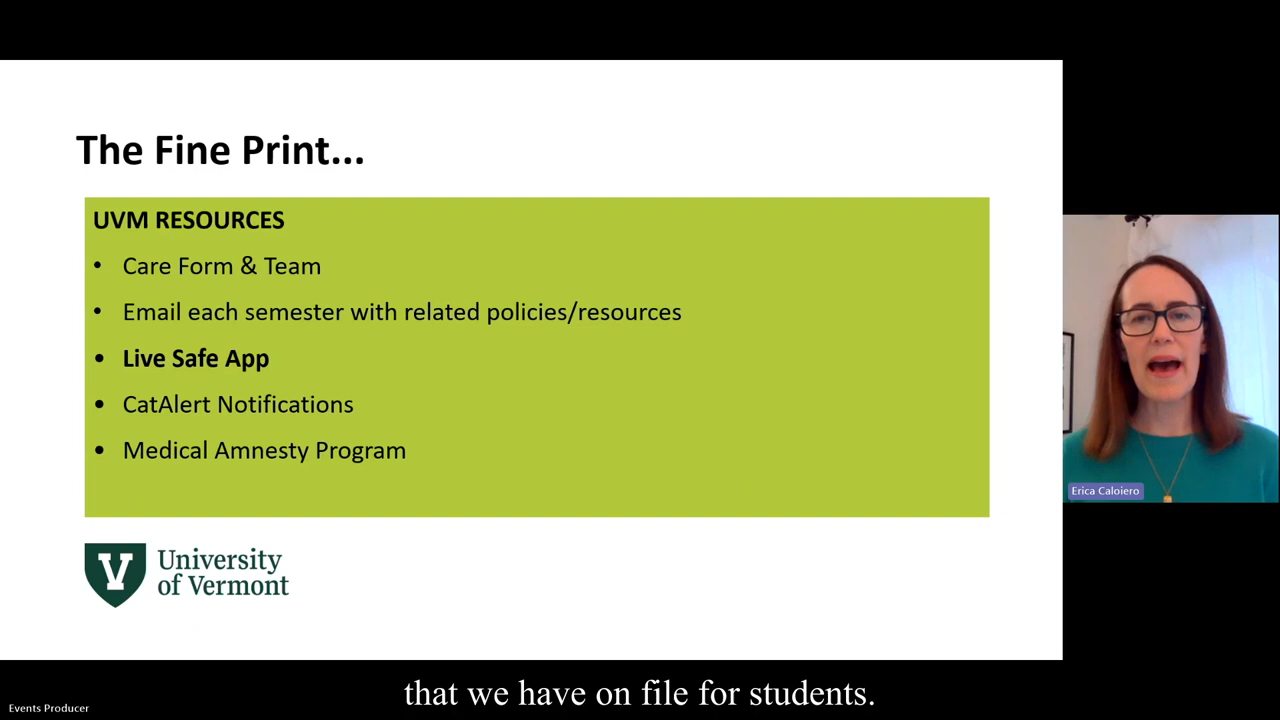 The Fine Print...
UVM RESOURCES
• Care Form & Team
• Email each semester with related policies/resources
• Live Safe App
• CatAlert Notifications
• Medical Amnesty Program
V University
of Vermont
Erica Caloiero
that we have on file for students.
Events Producer